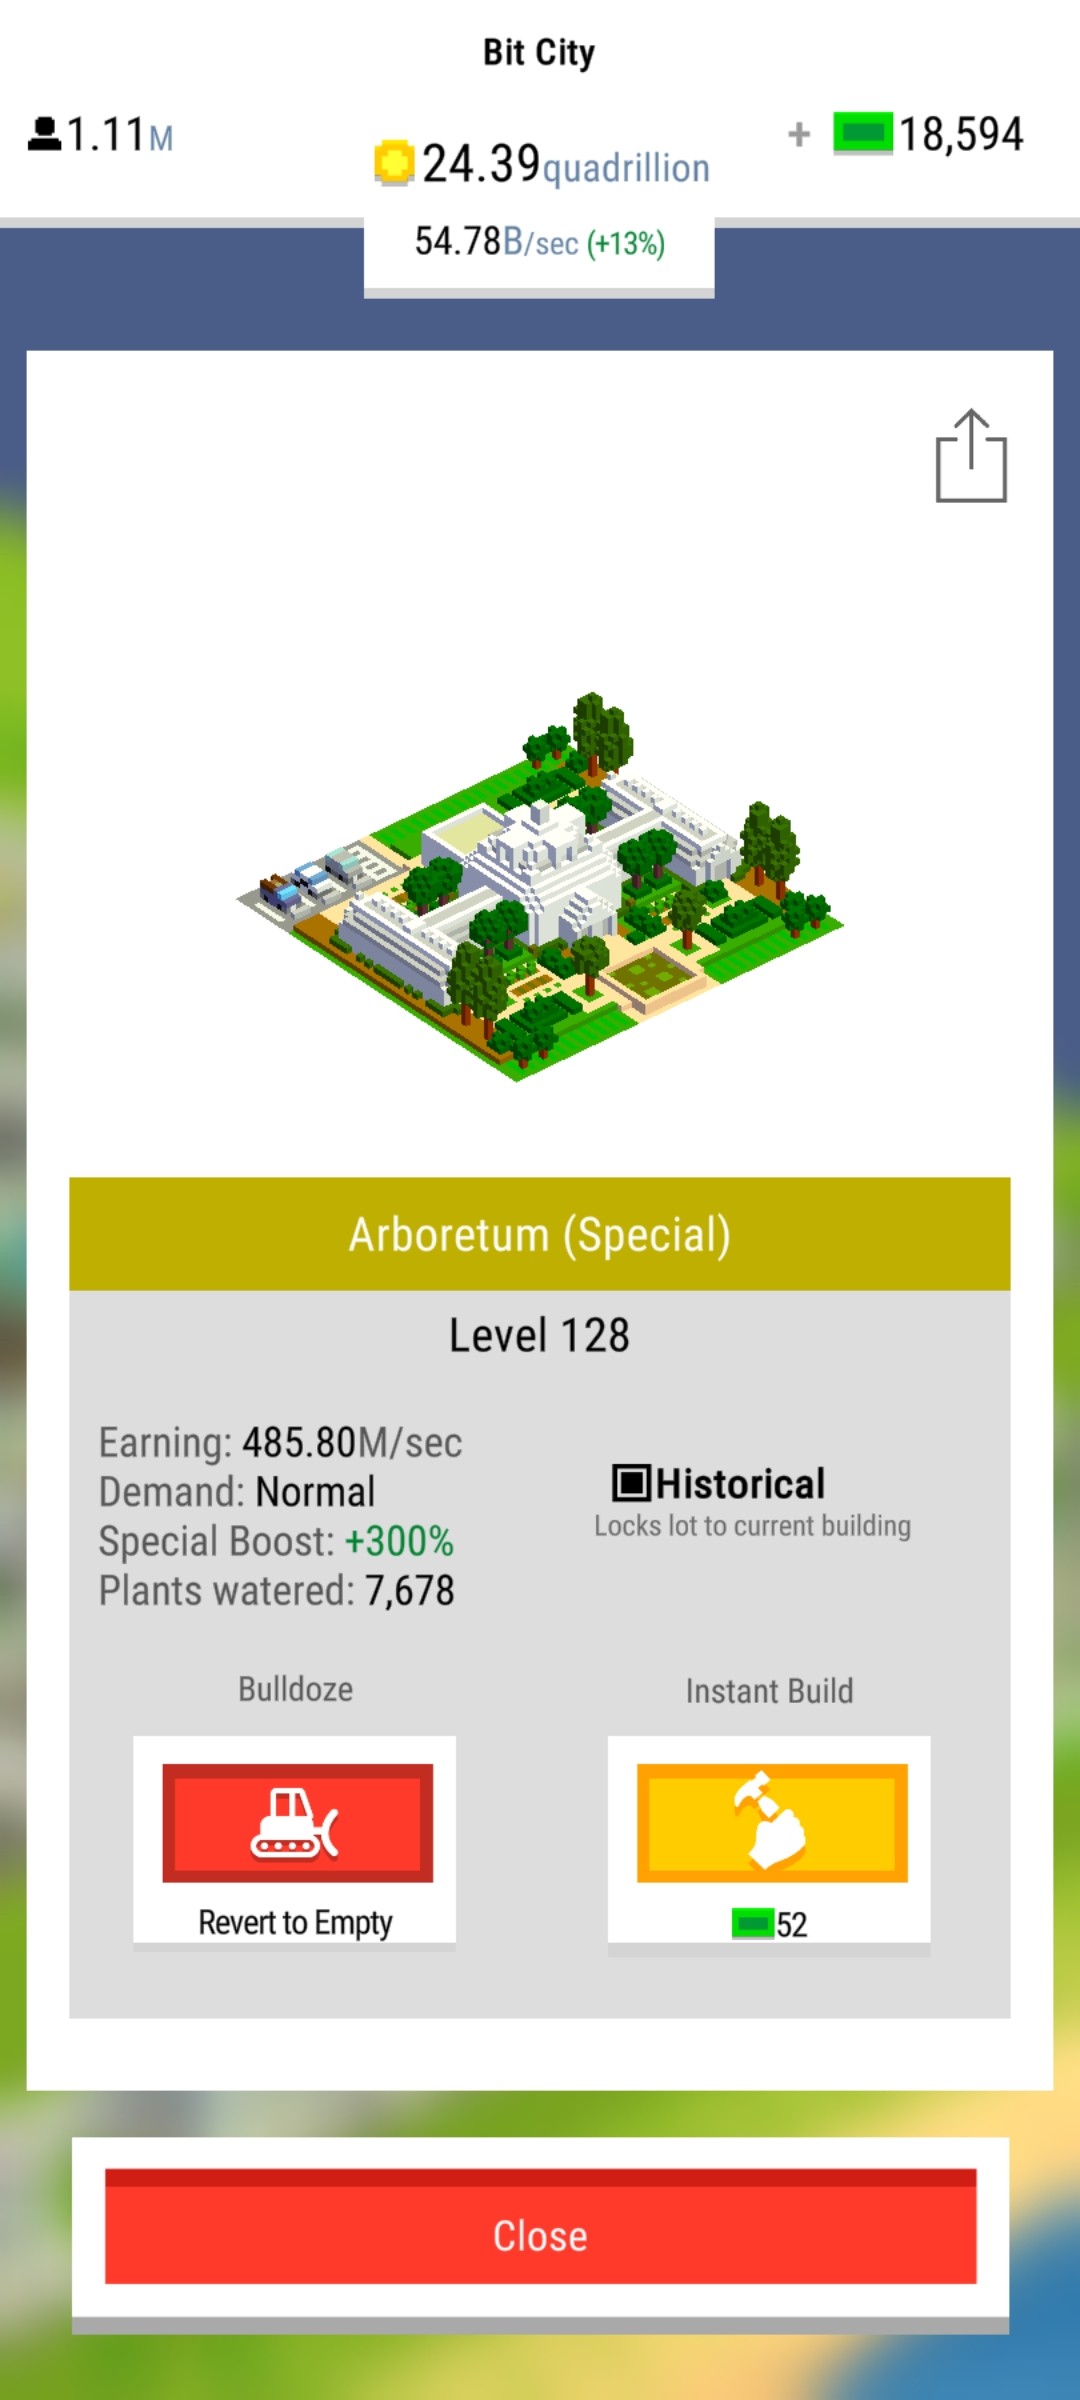 Bit City
1.11M
24.39quadrillion
+ 18,594
54.78B/sec (+13%)
Arboretum (Special)
Level 128
Earning: 485.80M/sec
Demand: Normal
Special Boost: +300%
Plants watered: 7,678
Historical
Locks lot to current building
Bulldoze
Instant Build
Revert to Empty
52
Close